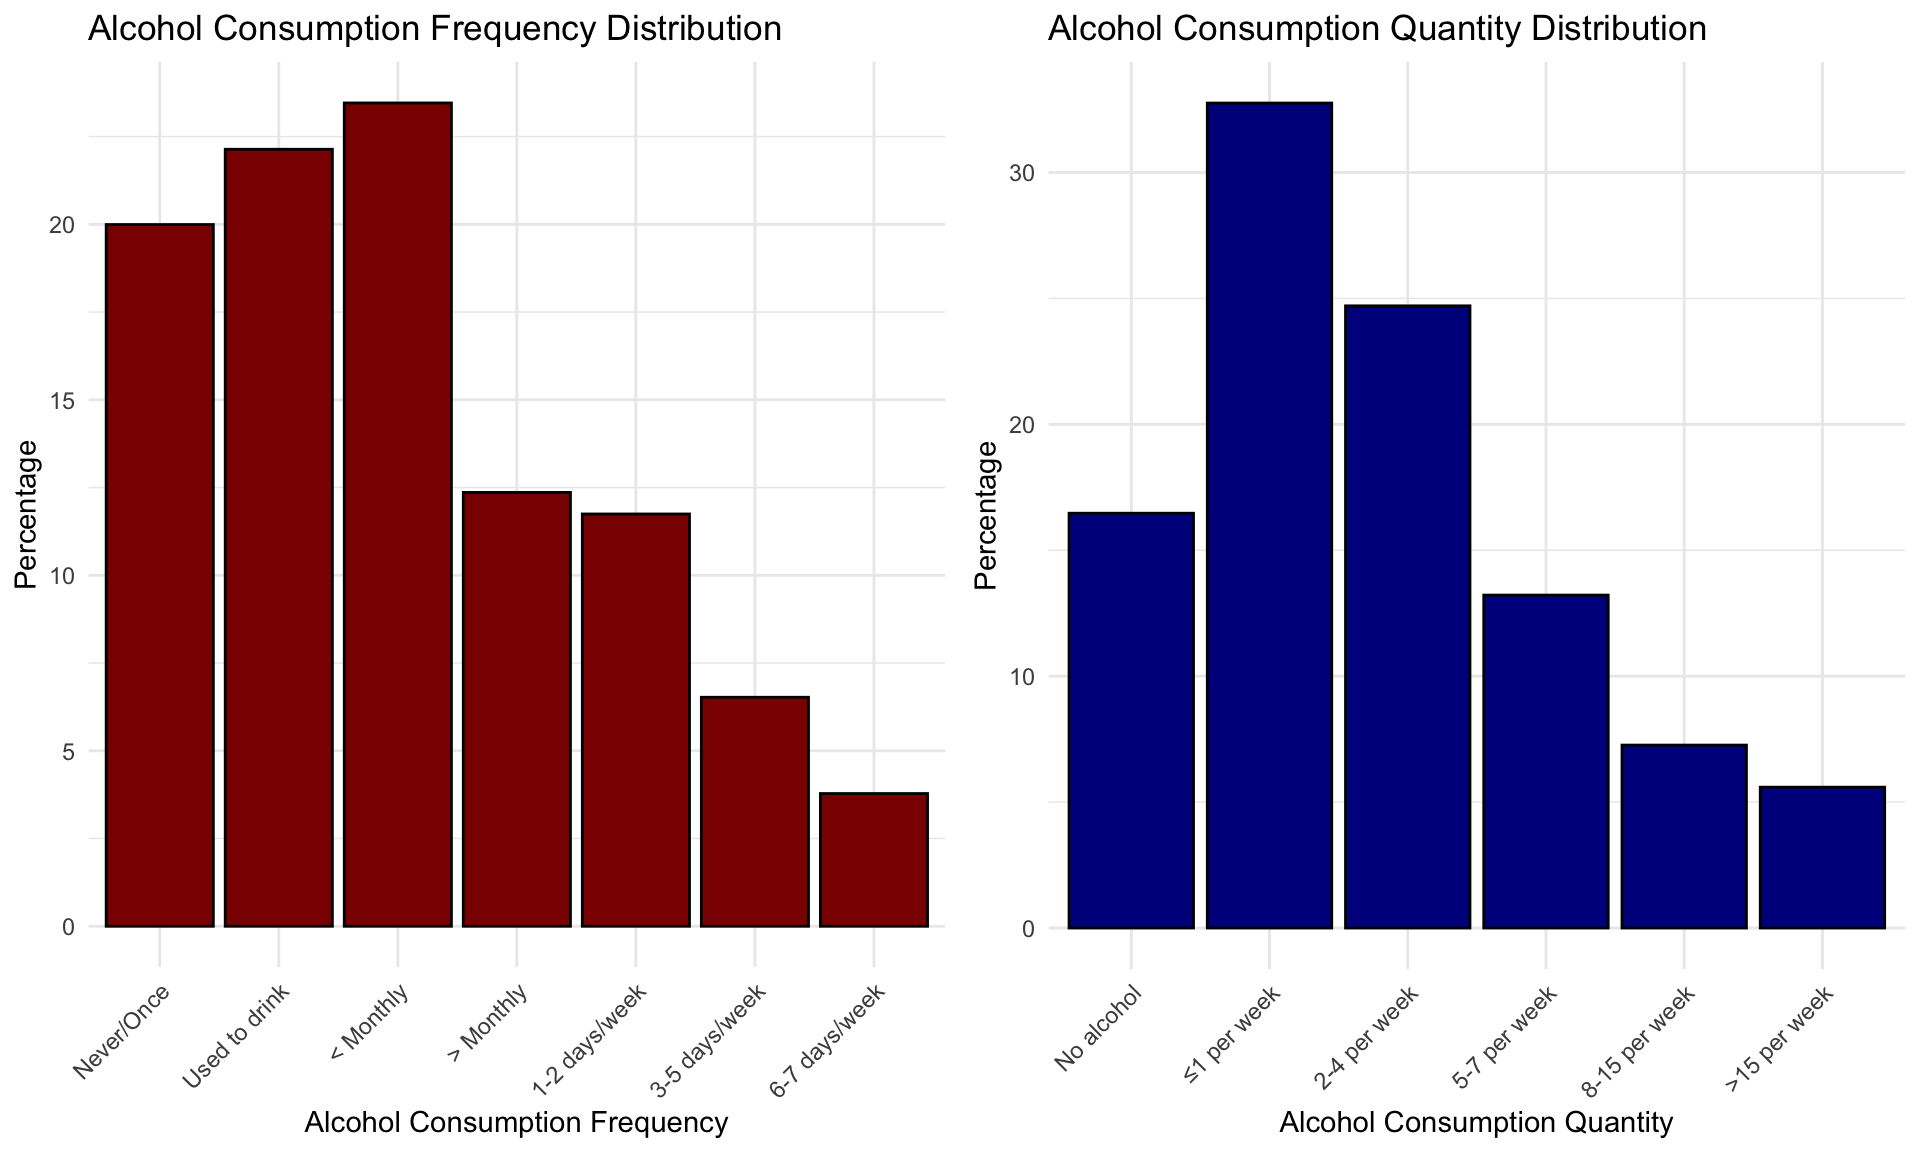 Alcohol Consumption Frequency Distribution
Percentage
20
15
10
5
0
Never/Once
Used to drink
< Monthly
> Monthly
1-2 days/week
3-5 days/week
6-7 days/week
Alcohol Consumption Frequency
Alcohol Consumption Quantity Distribution
Percentage
30
20
10
0
No alcohol
≤1 per week
2-4 per week
5-7 per week
8-15 per week
>15 per week
Alcohol Consumption Quantity